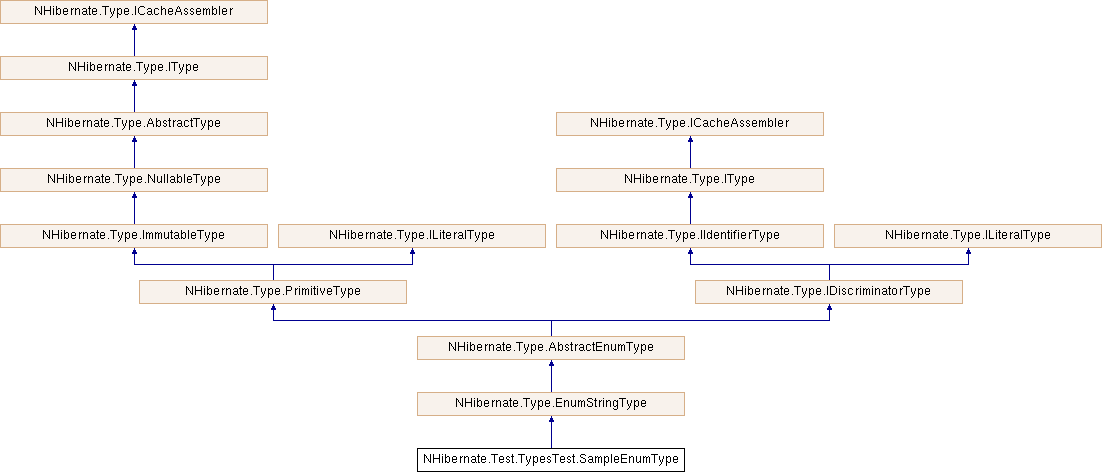 NHibernate.Type.ICacheAssembler
NHibernate.Type.IType
NHibernate.Type.AbstractType
NHibernate.Type.ICacheAssembler
NHibernate.Type.NullableType
NHibernate.Type.IType
NHibernate.Type.ImmutableType
NHibernate.Type.ILiteralType
NHibernate.Type.IIdentifierType
NHibernate.Type.ILiteralType
NHibernate.Type.PrimitiveType
NHibernate.Type.IDiscriminatorType
NHibernate.Type.AbstractEnumType
NHibernate.Type.EnumStringType
NHibernate.Test.TypesTest.SampleEnumType